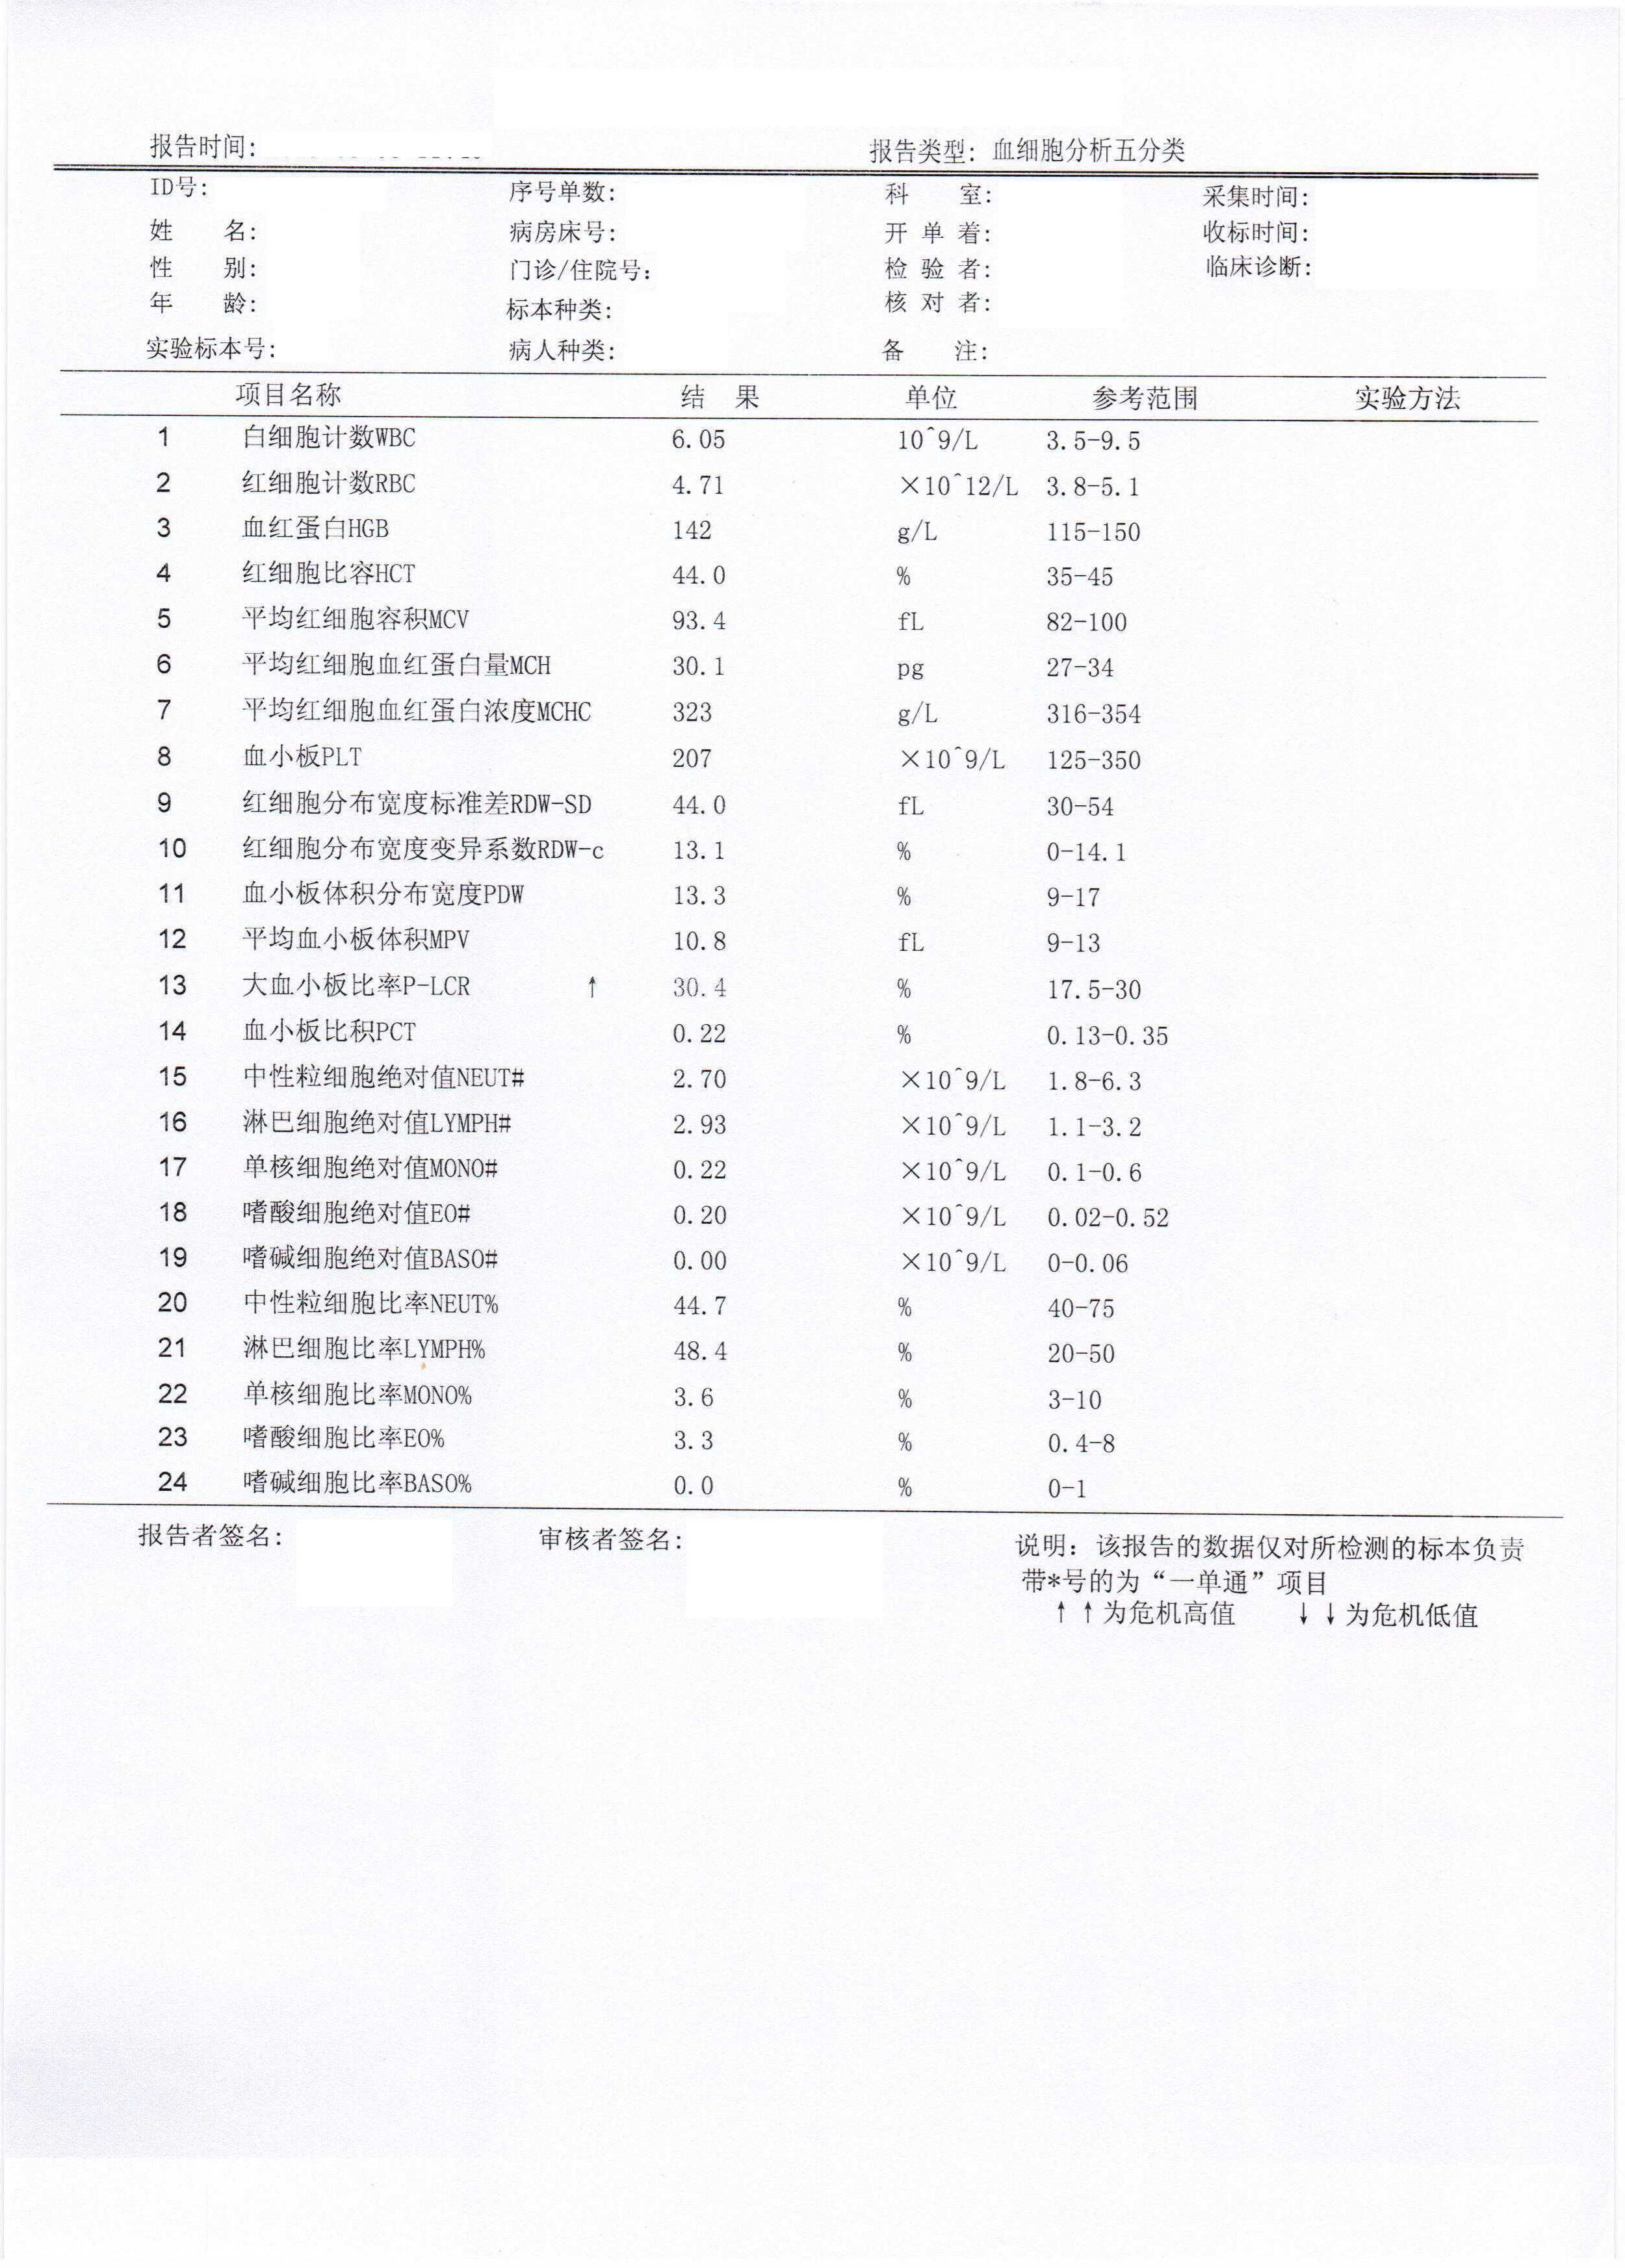 报告时间: 报告类型: 血细胞分析五分类
ID号: 序号单数: 科 室: 采集时间:
姓 名: 病房床号: 开 单 着: 收标时间:
性 别: 门诊/住院号: 检 验 者: 临床诊断:
年 龄: 标本种类: 核 对 者:
实验标本号: 病人种类: 备 注:
项目名称 结 果 单位 参考范围 实验方法
1 白细胞计数WBC 6.05 10^9/L 3.5-9.5
2 红细胞计数RBC 4.71 ×10^12/L 3.8-5.1
3 血红蛋白HGB 142 g/L 115-150
4 红细胞比容HCT 44.0 % 35-45
5 平均红细胞容积MCV 93.4 fL 82-100
6 平均红细胞血红蛋白量MCH 30.1 pg 27-34
7 平均红细胞血红蛋白浓度MCHC 323 g/L 316-354
8 血小板PLT 207 ×10^9/L 125-350
9 红细胞分布宽度标准差RDW-SD 44.0 fL 30-54
10 红细胞分布宽度变异系数RDW-c 13.1 % 0-14.1
11 血小板体积分布宽度PDW 13.3 % 9-17
12 平均血小板体积MPV 10.8 fL 9-13
13 大血小板比率P-LCR ↑ 30.4 % 17.5-30
14 血小板比积PCT 0.22 % 0.13-0.35
15 中性粒细胞绝对值NEUT# 2.70 ×10^9/L 1.8-6.3
16 淋巴细胞绝对值LYMPH# 2.93 ×10^9/L 1.1-3.2
17 单核细胞绝对值MONO# 0.22 ×10^9/L 0.1-0.6
18 嗜酸细胞绝对值EO# 0.20 ×10^9/L 0.02-0.52
19 嗜碱细胞绝对值BASO# 0.00 ×10^9/L 0-0.06
20 中性粒细胞比率NEUT% 44.7 % 40-75
21 淋巴细胞比率LYMPH% 48.4 % 20-50
22 单核细胞比率MONO% 3.6 % 3-10
23 嗜酸细胞比率EO% 3.3 % 0.4-8
24 嗜碱细胞比率BASO% 0.0 % 0-1
报告者签名: 审核者签名: 说明: 该报告的数据仅对所检测的标本负责
带*号的为“一单通”项目
↑↑为危机高值 ↓↓为危机低值